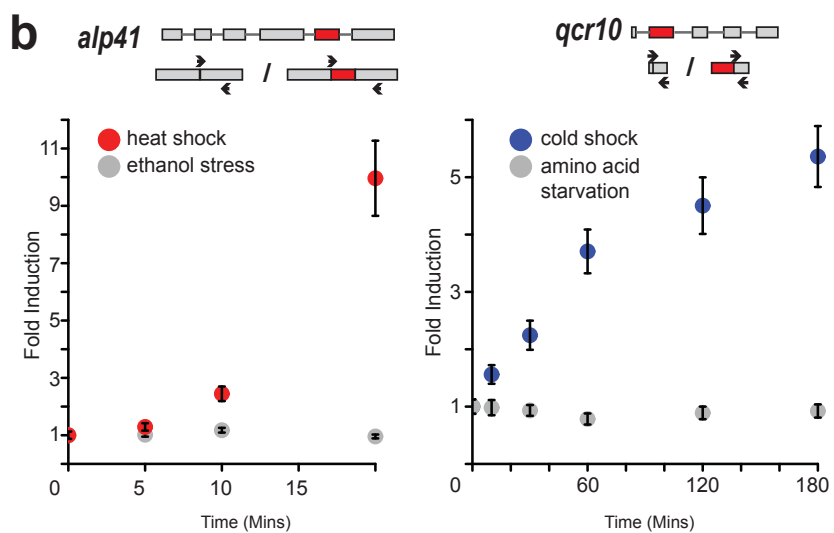 b
alp41
/
qcr10
/
heat shock
ethanol stress
11
9
7
5
3
1
Fold Induction
0
5
10
15
Time (Mins)
cold shock
amino acid
starvation
5
3
1
Fold Induction
0
60
120
180
Time (Mins)